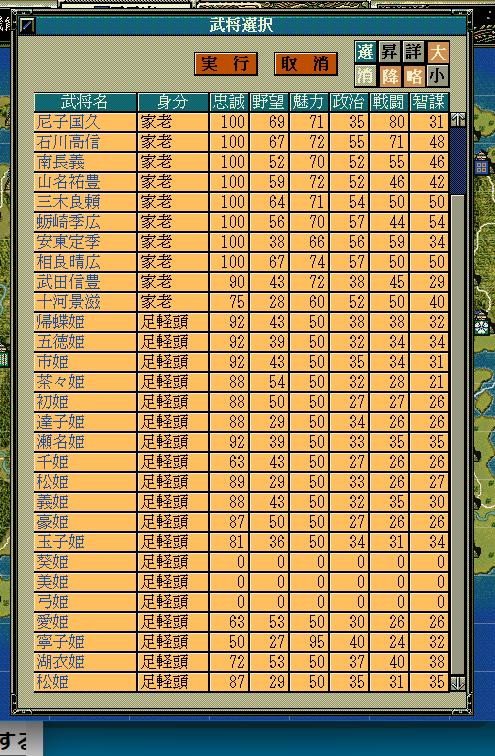 武将選択
実 行 取 消
選 昇 詳 大
消 降 略 小
武将名 身分 忠誠 野望 魅力 政治 戦闘 智謀
尼子国久 家老 100 69 71 35 80 31
石川高信 家老 100 67 72 55 71 48
南長義 家老 100 52 70 52 55 46
山名祐豊 家老 100 59 72 52 46 42
三木良頼 家老 100 64 71 54 50 50
蛎崎季広 家老 100 56 70 57 44 54
安東定季 家老 100 38 66 56 59 34
相良晴広 家老 100 67 74 57 50 50
武田信豊 家老 90 43 72 38 45 29
十河景滋 家老 75 28 60 52 50 40
帰蝶姫 足軽頭 92 43 50 38 38 32
五徳姫 足軽頭 92 39 50 32 34 34
市姫 足軽頭 92 43 50 35 34 31
茶々姫 足軽頭 88 54 50 32 28 21
初姫 足軽頭 88 50 50 27 27 26
達子姫 足軽頭 88 29 50 34 26 26
瀬名姫 足軽頭 92 39 50 33 35 35
千姫 足軽頭 63 43 50 27 26 26
松姫 足軽頭 89 29 50 33 26 27
義姫 足軽頭 88 43 50 32 35 30
豪姫 足軽頭 87 50 50 27 26 26
玉子姫 足軽頭 81 36 50 34 31 34
葵姫 足軽頭 0 0 0 0 0 0
美姫 足軽頭 0 0 0 0 0 0
弓姫 足軽頭 0 0 0 0 0 0
愛姫 足軽頭 63 53 50 30 26 26
寧子姫 足軽頭 50 27 95 40 24 32
湖衣姫 足軽頭 72 53 50 37 40 38
松姫 足軽頭 87 29 50 35 31 35
する